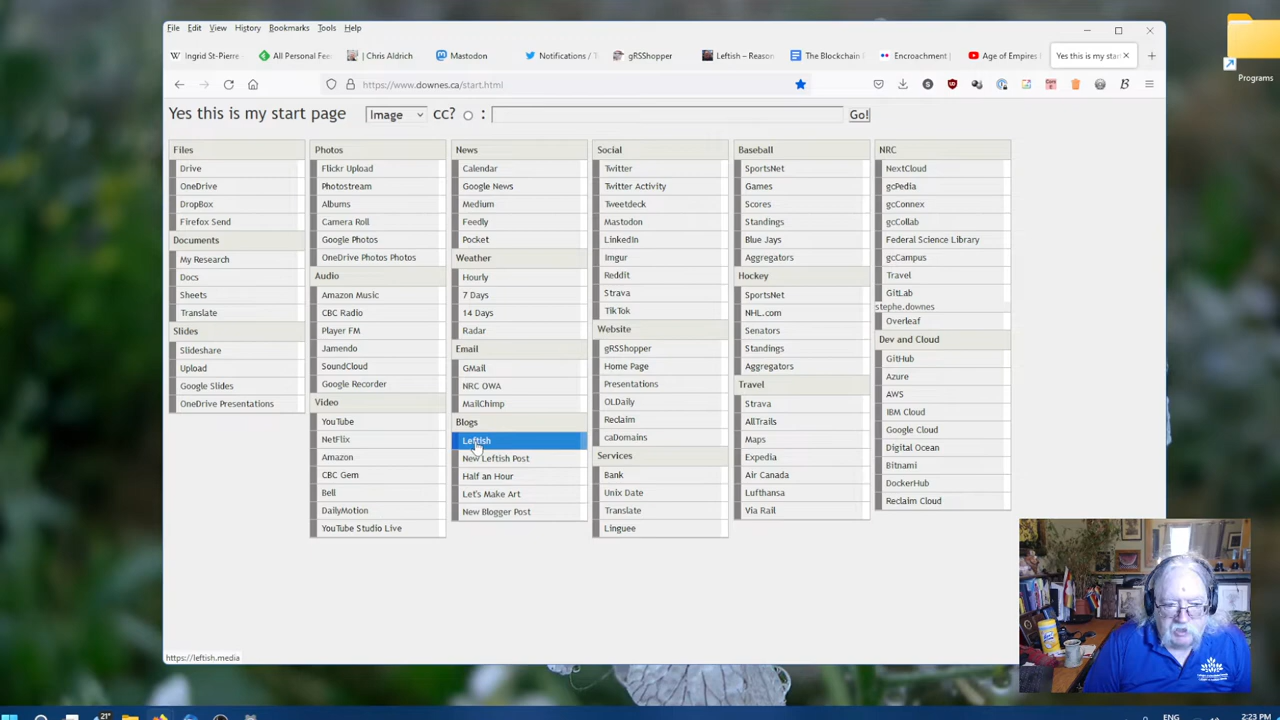 Programs
File Edit View History Bookmarks Tools Help
Ingrid St-Pierre All Personal Fee | Chris Aldrich Mastodon Notifications / T gRSShopper Leftish – Reason The Blockchain Encroachment | Age of Empires Yes this is my star
https://www.downes.ca/start.html
Yes this is my start page Image cc? : Go!
Files
Drive
OneDrive
DropBox
Firefox Send
Documents
My Research
Docs
Sheets
Translate
Slides
Slideshare
Upload
Google Slides
OneDrive Presentations
Photos
Flickr Upload
Photostream
Albums
Camera Roll
Google Photos
OneDrive Photos Photos
Audio
Amazon Music
CBC Radio
Player FM
Jamendo
SoundCloud
Google Recorder
Video
YouTube
NetFlix
Amazon
CBC Gem
Bell
DailyMotion
YouTube Studio Live
News
Calendar
Google News
Medium
Feedly
Pocket
Weather
Hourly
7 Days
14 Days
Radar
Email
GMail
NRC OWA
MailChimp
Blogs
Leftish
New Leftish Post
Half an Hour
Let's Make Art
New Blogger Post
Social
Twitter
Twitter Activity
Tweetdeck
Mastodon
LinkedIn
Imgur
Reddit
Strava
TikTok
Website
gRSShopper
Home Page
Presentations
OLDaily
Reclaim
caDomains
Services
Bank
Unix Date
Translate
Linguee
Baseball
SportsNet
Games
Scores
Standings
Blue Jays
Aggregators
Hockey
SportsNet
NHL.com
Senators
Standings
Aggregators
Travel
Strava
AllTrails
Maps
Expedia
Air Canada
Lufthansa
Via Rail
NRC
NextCloud
gcPedia
gcConnex
gcCollab
Federal Science Library
gcCampus
Travel
GitLab
stephe.downes
Overleaf
Dev and Cloud
GitHub
Azure
AWS
IBM Cloud
Google Cloud
Digital Ocean
Bitnami
DockerHub
Reclaim Cloud
https://leftish.media
21°
ENG
2:23 PM